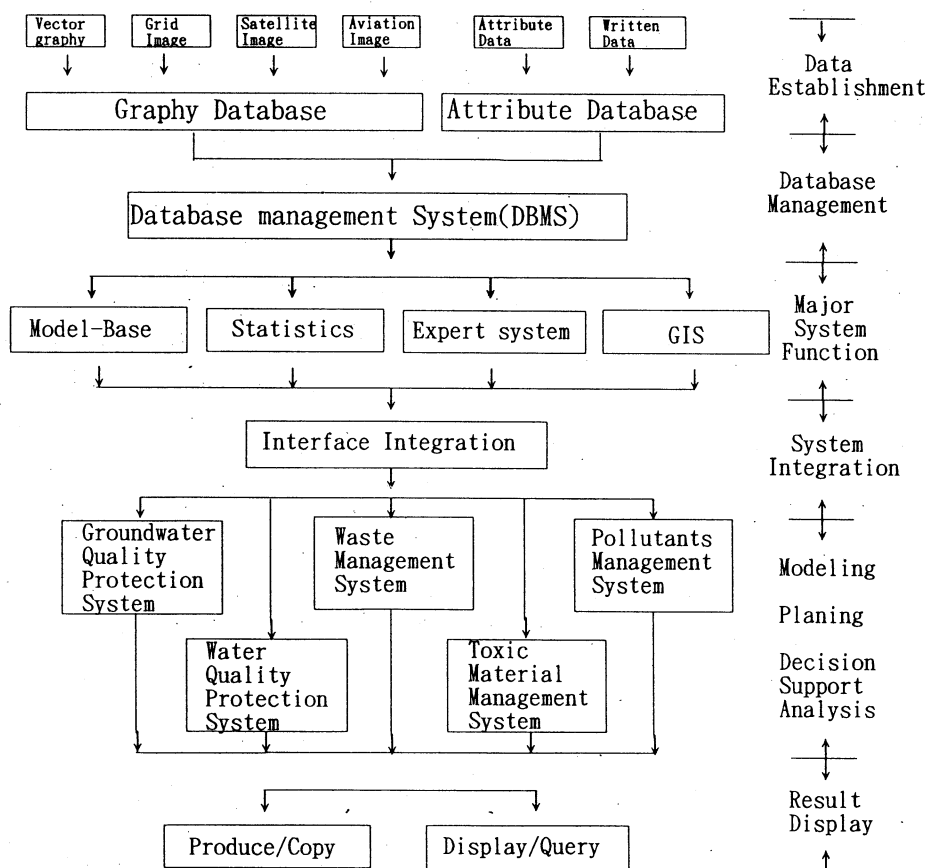 Vector
graphy
Grid
Image
Satellite
Image
Aviation
Image
Attribute
Data
Written
Data
Data
Establishment
Graphy Database
Attribute Database
Database
Management
Database management System(DBMS)
Model-Base
Statistics
Expert system
GIS
Major
System
Function
Interface Integration
System
Integration
Groundwater
Quality
Protection
System
Waste
Management
System
Pollutants
Management
System
Modeling
Planing
Water
Quality
Protection
System
Toxic
Material
Management
System
Decision
Support
Analysis
Result
Display
Produce/Copy
Display/Query